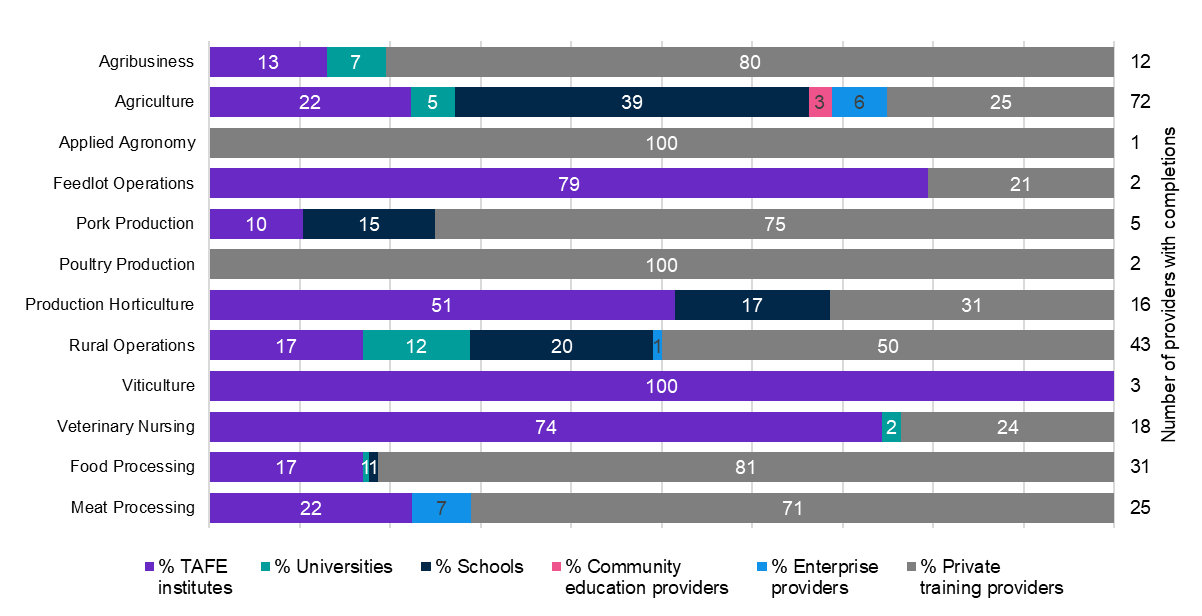 Agribusiness 13 7 80 12
Agriculture 22 5 39 3 6 25 72
Applied Agronomy 100 1
Feedlot Operations 79 21 2
Pork Production 10 15 75 5
Poultry Production 100 2
Production Horticulture 51 17 31 16
Rural Operations 17 12 20 1 50 43
Viticulture 100 3
Veterinary Nursing 74 2 24 18
Food Processing 17 1 1 81 31
Meat Processing 22 7 71 25
Number of providers with completions
% TAFE institutes
% Universities
% Schools
% Community education providers
% Enterprise providers
% Private training providers